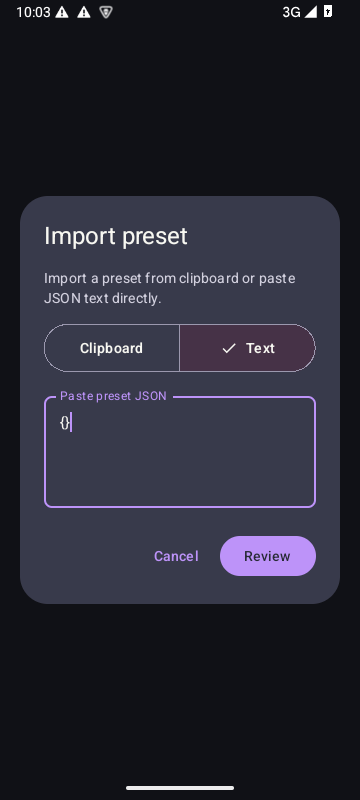 10:03
3G
Import preset
Import a preset from clipboard or paste
JSON text directly.
Clipboard
Text
Paste preset JSON
{}
Cancel
Review